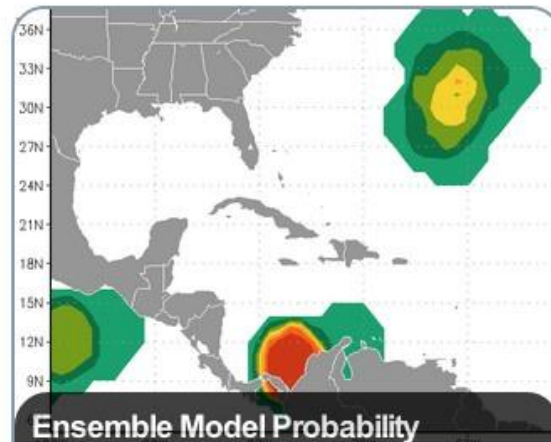 36N
33N
30N
27N
24N
21N
18N
15N
12N
9N
Ensemble Model Probability